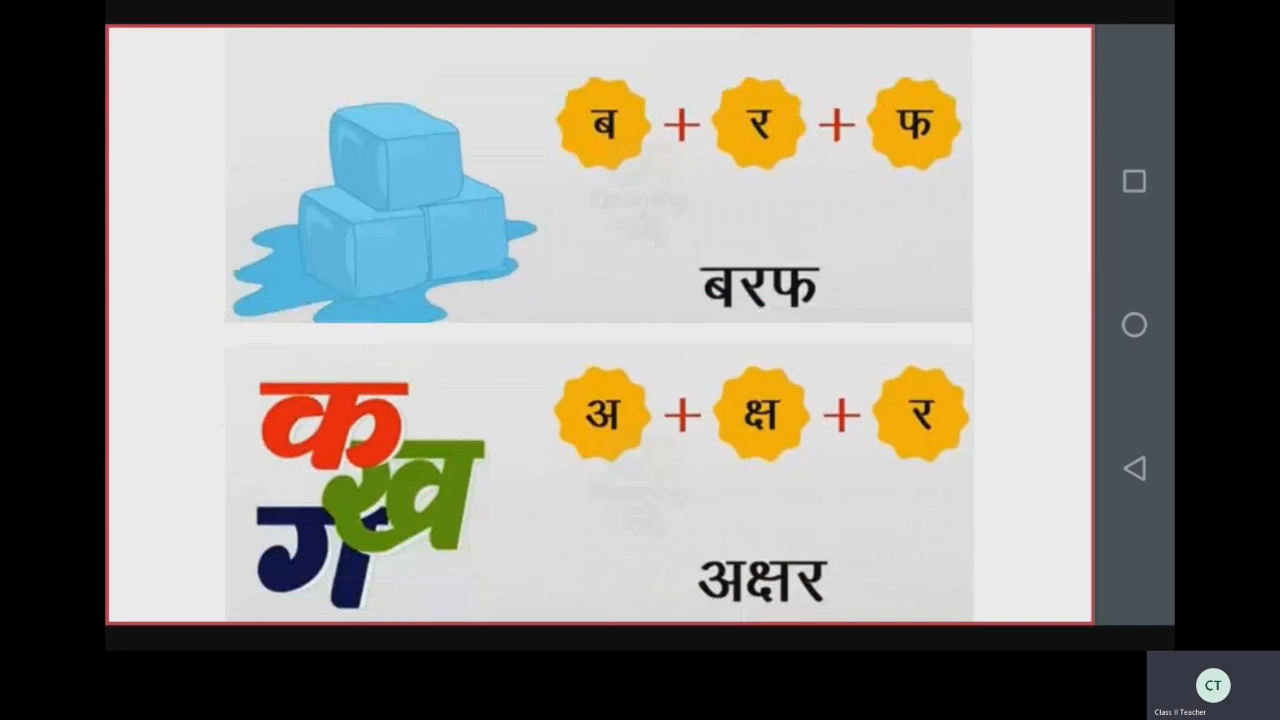 ब + र + फ
बरफ
क
ख
ग
अ + क्ष + र
अक्षर
CT
Class II Teacher